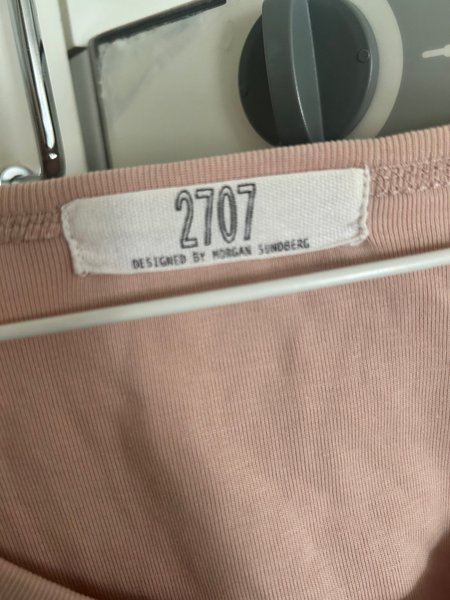 2707
DESIGNED BY MORGAN SUNDBERG